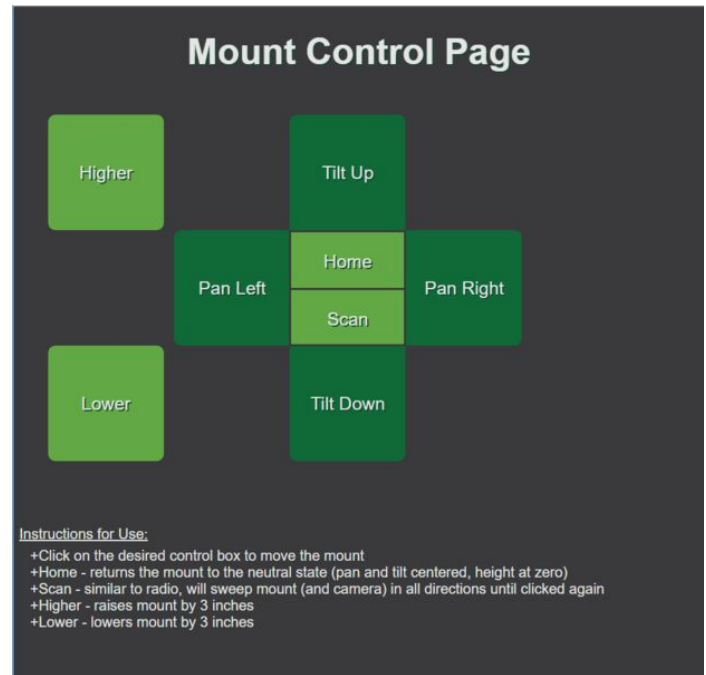 Mount Control Page
Higher
Tilt Up
Pan Left
Home
Pan Right
Scan
Lower
Tilt Down
Instructions for Use:
+Click on the desired control box to move the mount
+Home - returns the mount to the neutral state (pan and tilt centered, height at zero)
+Scan - similar to radio, will sweep mount (and camera) in all directions until clicked again
+Higher - raises mount by 3 inches
+Lower - lowers mount by 3 inches